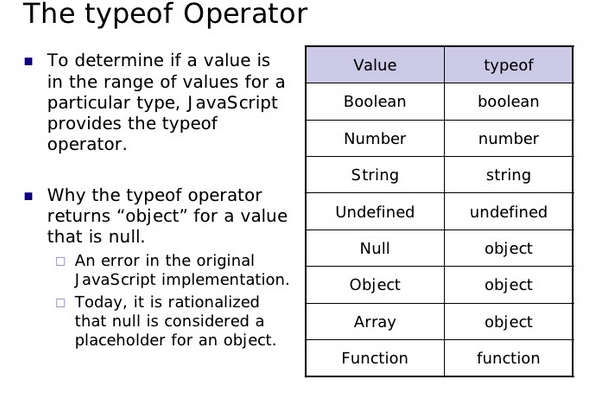 The typeof Operator
To determine if a value is
in the range of values for a
particular type, JavaScript
provides the typeof
operator.
Why the typeof operator
returns “object” for a value
that is null.
An error in the original
JavaScript implementation.
Today, it is rationalized
that null is considered a
placeholder for an object.
Value typeof
Boolean boolean
Number number
String string
Undefined undefined
Null object
Object object
Array object
Function function